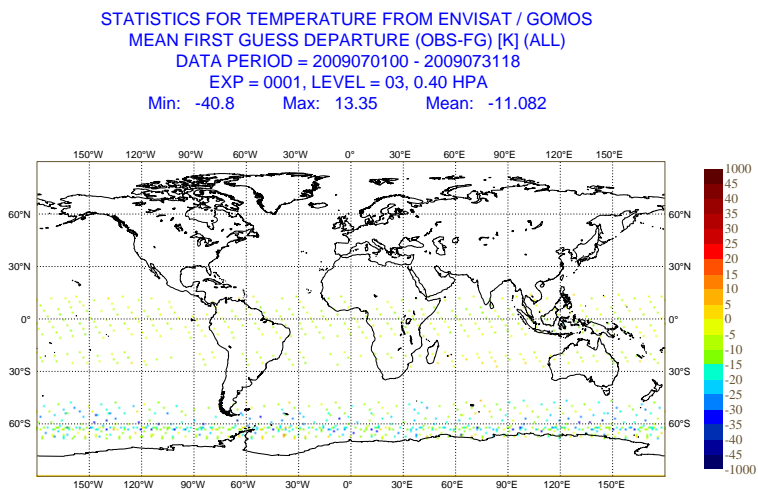 STATISTICS FOR TEMPERATURE FROM ENVISAT / GOMOS
MEAN FIRST GUESS DEPARTURE (OBS-FG) [K] (ALL)
DATA PERIOD = 2009070100 - 2009073118
EXP = 0001, LEVEL = 03, 0.40 HPA
Min: -40.8 Max: 13.35 Mean: -11.082
150°W 120°W 90°W 60°W 30°W 0° 30°E 60°E 90°E 120°E 150°E
1000
45
40
35
30
25
20
15
10
5
0
-5
-10
-15
-20
-25
-30
-35
-40
-45
-1000
60°N 60°N
30°N 30°N
0° 0°
30°S 30°S
60°S 60°S
150°W 120°W 90°W 60°W 30°W 0° 30°E 60°E 90°E 120°E 150°E